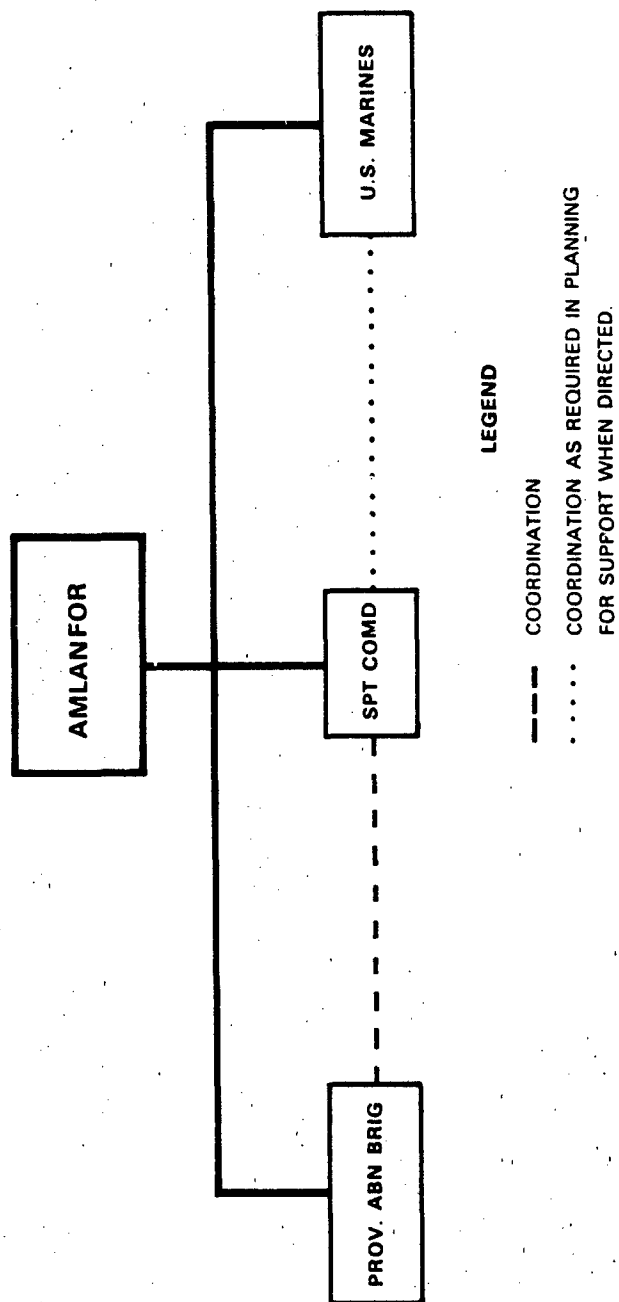 AMLANFOR
PROV. ABN BRIG
SPT COMD
U.S. MARINES
LEGEND
COORDINATION
COORDINATION AS REQUIRED IN PLANNING
FOR SUPPORT WHEN DIRECTED.